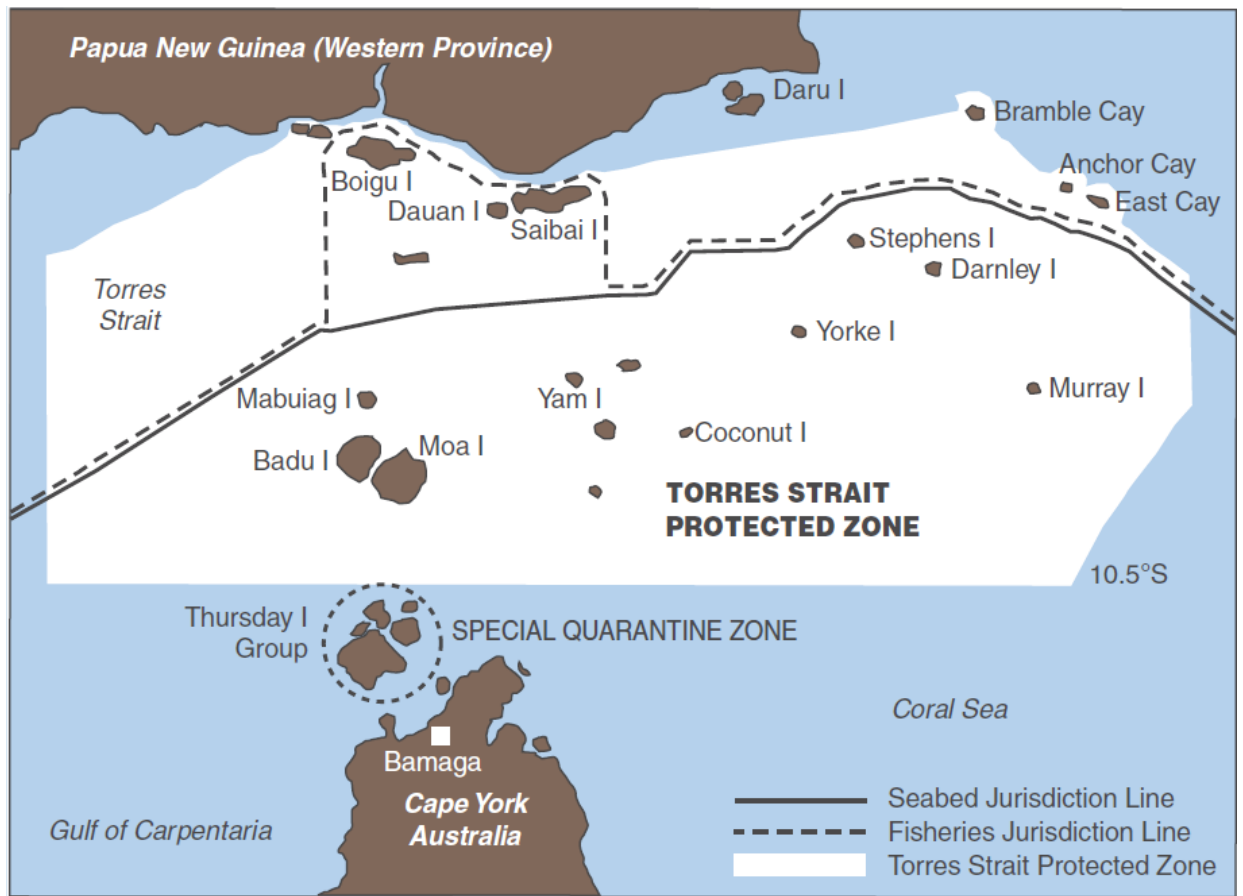 Papua New Guinea (Western Province)
Daru I
Bramble Cay
Anchor Cay
East Cay
Boigu I
Dauan I
Saibai I
Stephens I
Darnley I
Torres
Strait
Yorke I
Mabuiag I
Yam I
Murray I
Badu I
Moa I
Coconut I
TORRES STRAIT
PROTECTED ZONE
10.5°S
Thursday I
Group
SPECIAL QUARANTINE ZONE
Coral Sea
Bamaga
Cape York
Australia
Gulf of Carpentaria
Seabed Jurisdiction Line
Fisheries Jurisdiction Line
Torres Strait Protected Zone